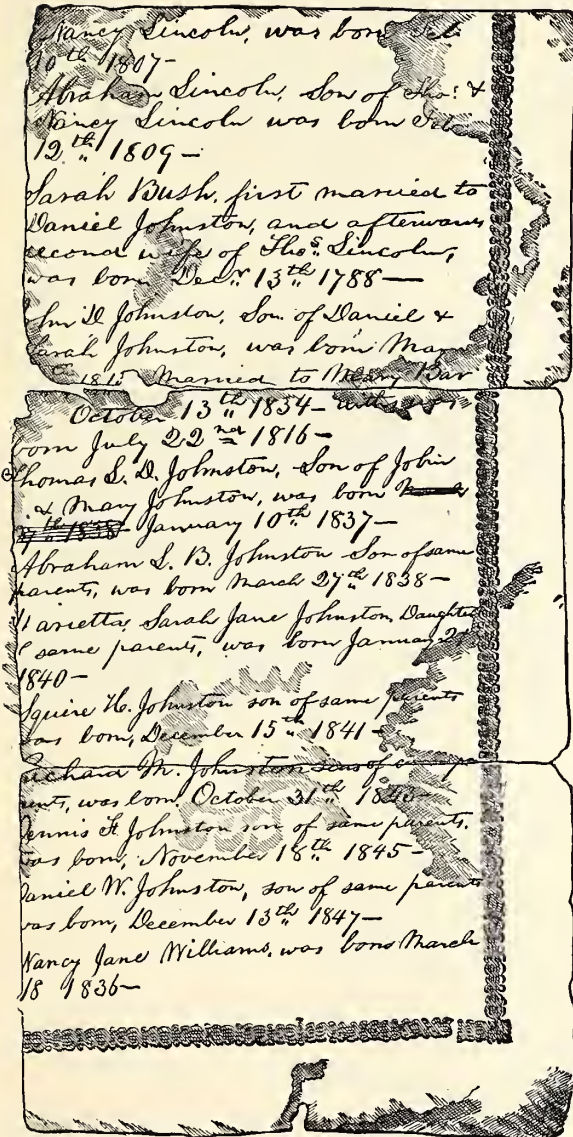 Nancy Lincoln, was born Feb
10th 1807-
Abraham Lincoln, Son of Thos. &
Nancy Lincoln was born Feb
12th 1809-
Sarah Bush, first married to
Daniel Johnston, and afterwards
second wife of Thos. Lincoln,
was born Decr. 13th 1788-
John D Johnston, Son of Daniel &
Sarah Johnston, was born May
Married to Mary Bar
October 13th 1834-
born July 22nd 1816-
Thomas L. D. Johnston, Son of John
& Mary Johnston, was born
January 10th 1837-
Abraham L. B. Johnston Son of same
parents, was born March 27th 1838-
Marietta, Sarah Jane Johnston, Daughter
of same parents, was born January
1840-
Squire H. Johnston son of same parents
was born, December 15th 1841-
Richard M. Johnston son of
was born October 31th
Dennis F. Johnston son of same parents.
was born, November 18th 1845-
Daniel W. Johnston, son of same parents
was born, December 13th 1847-
Nancy Jane Williams, was born March
18 1836-